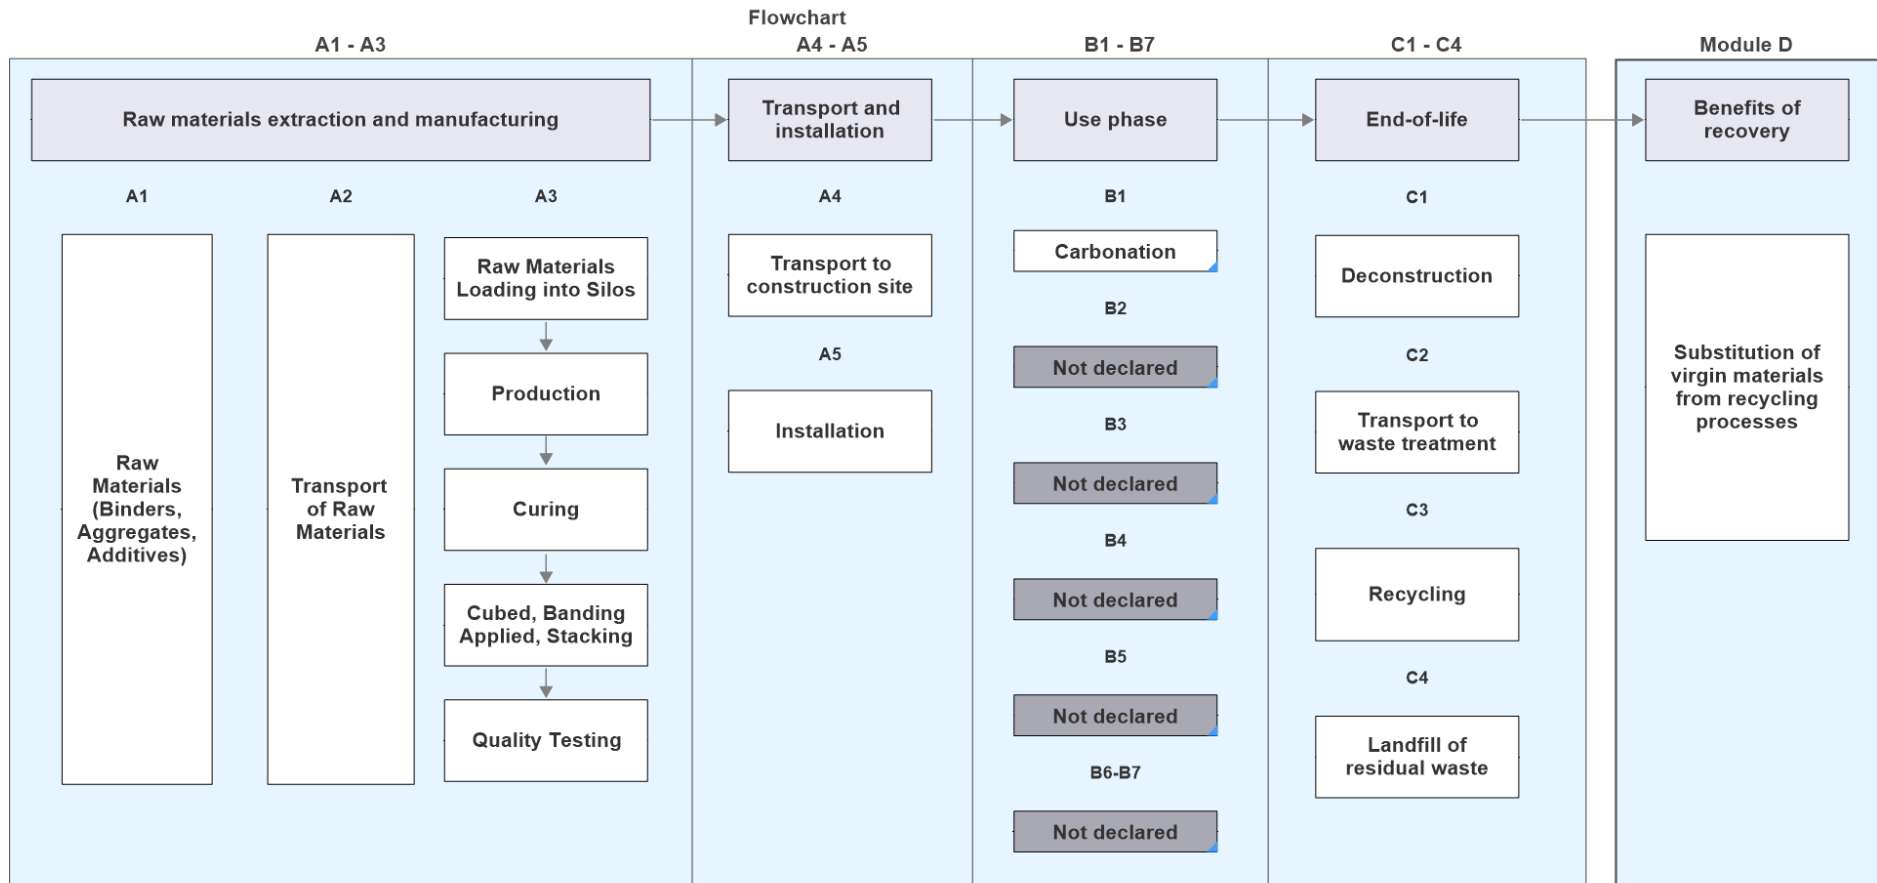 Flowchart
A1 - A3
A4 - A5
B1 - B7
C1 - C4
Module D
Raw materials extraction and manufacturing
Transport and
installation
Use phase
End-of-life
Benefits of
recovery
A1
Raw
Materials
(Binders,
Aggregates,
Additives)
A2
Transport
of Raw
Materials
A3
Raw Materials
Loading into Silos
Production
Curing
Cubed, Banding
Applied, Stacking
Quality Testing
A4
Transport to
construction site
A5
Installation
B1
Carbonation
B2
Not declared
B3
Not declared
B4
Not declared
B5
Not declared
B6-B7
Not declared
C1
Deconstruction
C2
Transport to
waste treatment
C3
Recycling
C4
Landfill of
residual waste
Substitution of
virgin materials
from recycling
processes